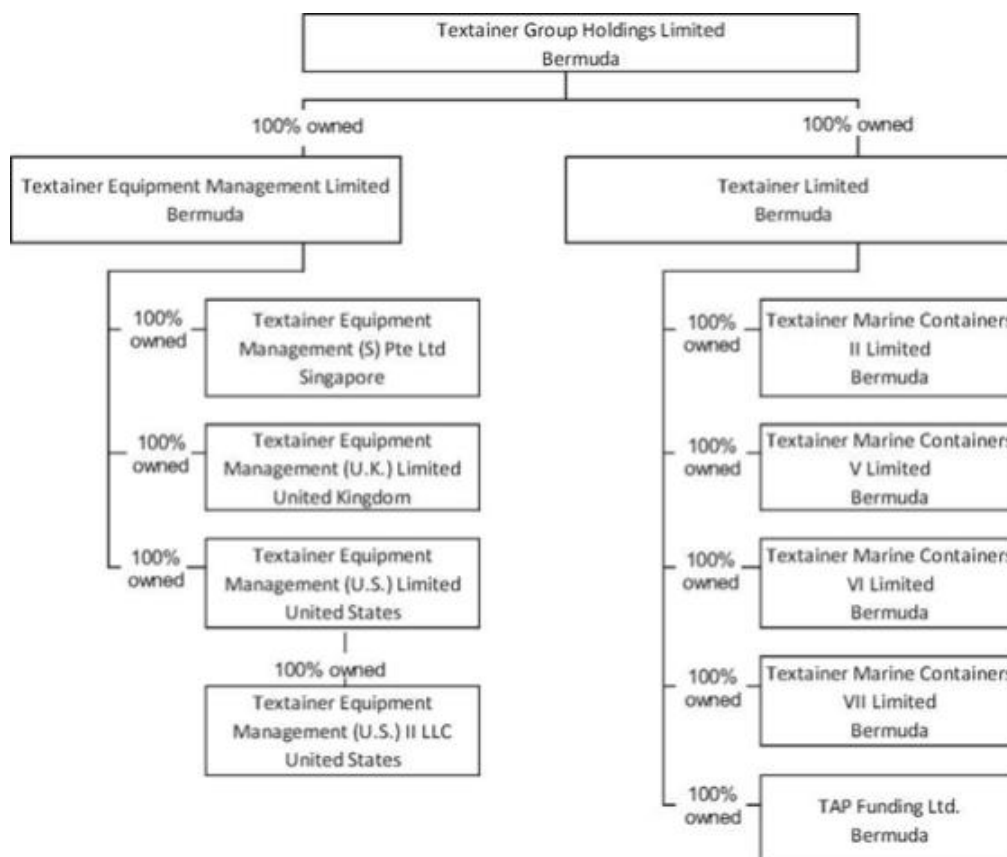 Textainer Group Holdings Limited
Bermuda
100% owned
100% owned
Textainer Equipment Management Limited
Bermuda
Textainer Limited
Bermuda
100%
owned
Textainer Equipment
Management (S) Pte Ltd
Singapore
100%
owned
Textainer Equipment
Management (U.K.) Limited
United Kingdom
100%
owned
Textainer Equipment
Management (U.S.) Limited
United States
100% owned
Textainer Equipment
Management (U.S.) II LLC
United States
100%
owned
Textainer Marine Containers
II Limited
Bermuda
100%
owned
Textainer Marine Containers
V Limited
Bermuda
100%
owned
Textainer Marine Containers
VI Limited
Bermuda
100%
owned
Textainer Marine Containers
VII Limited
Bermuda
100%
owned
TAP Funding Ltd.
Bermuda